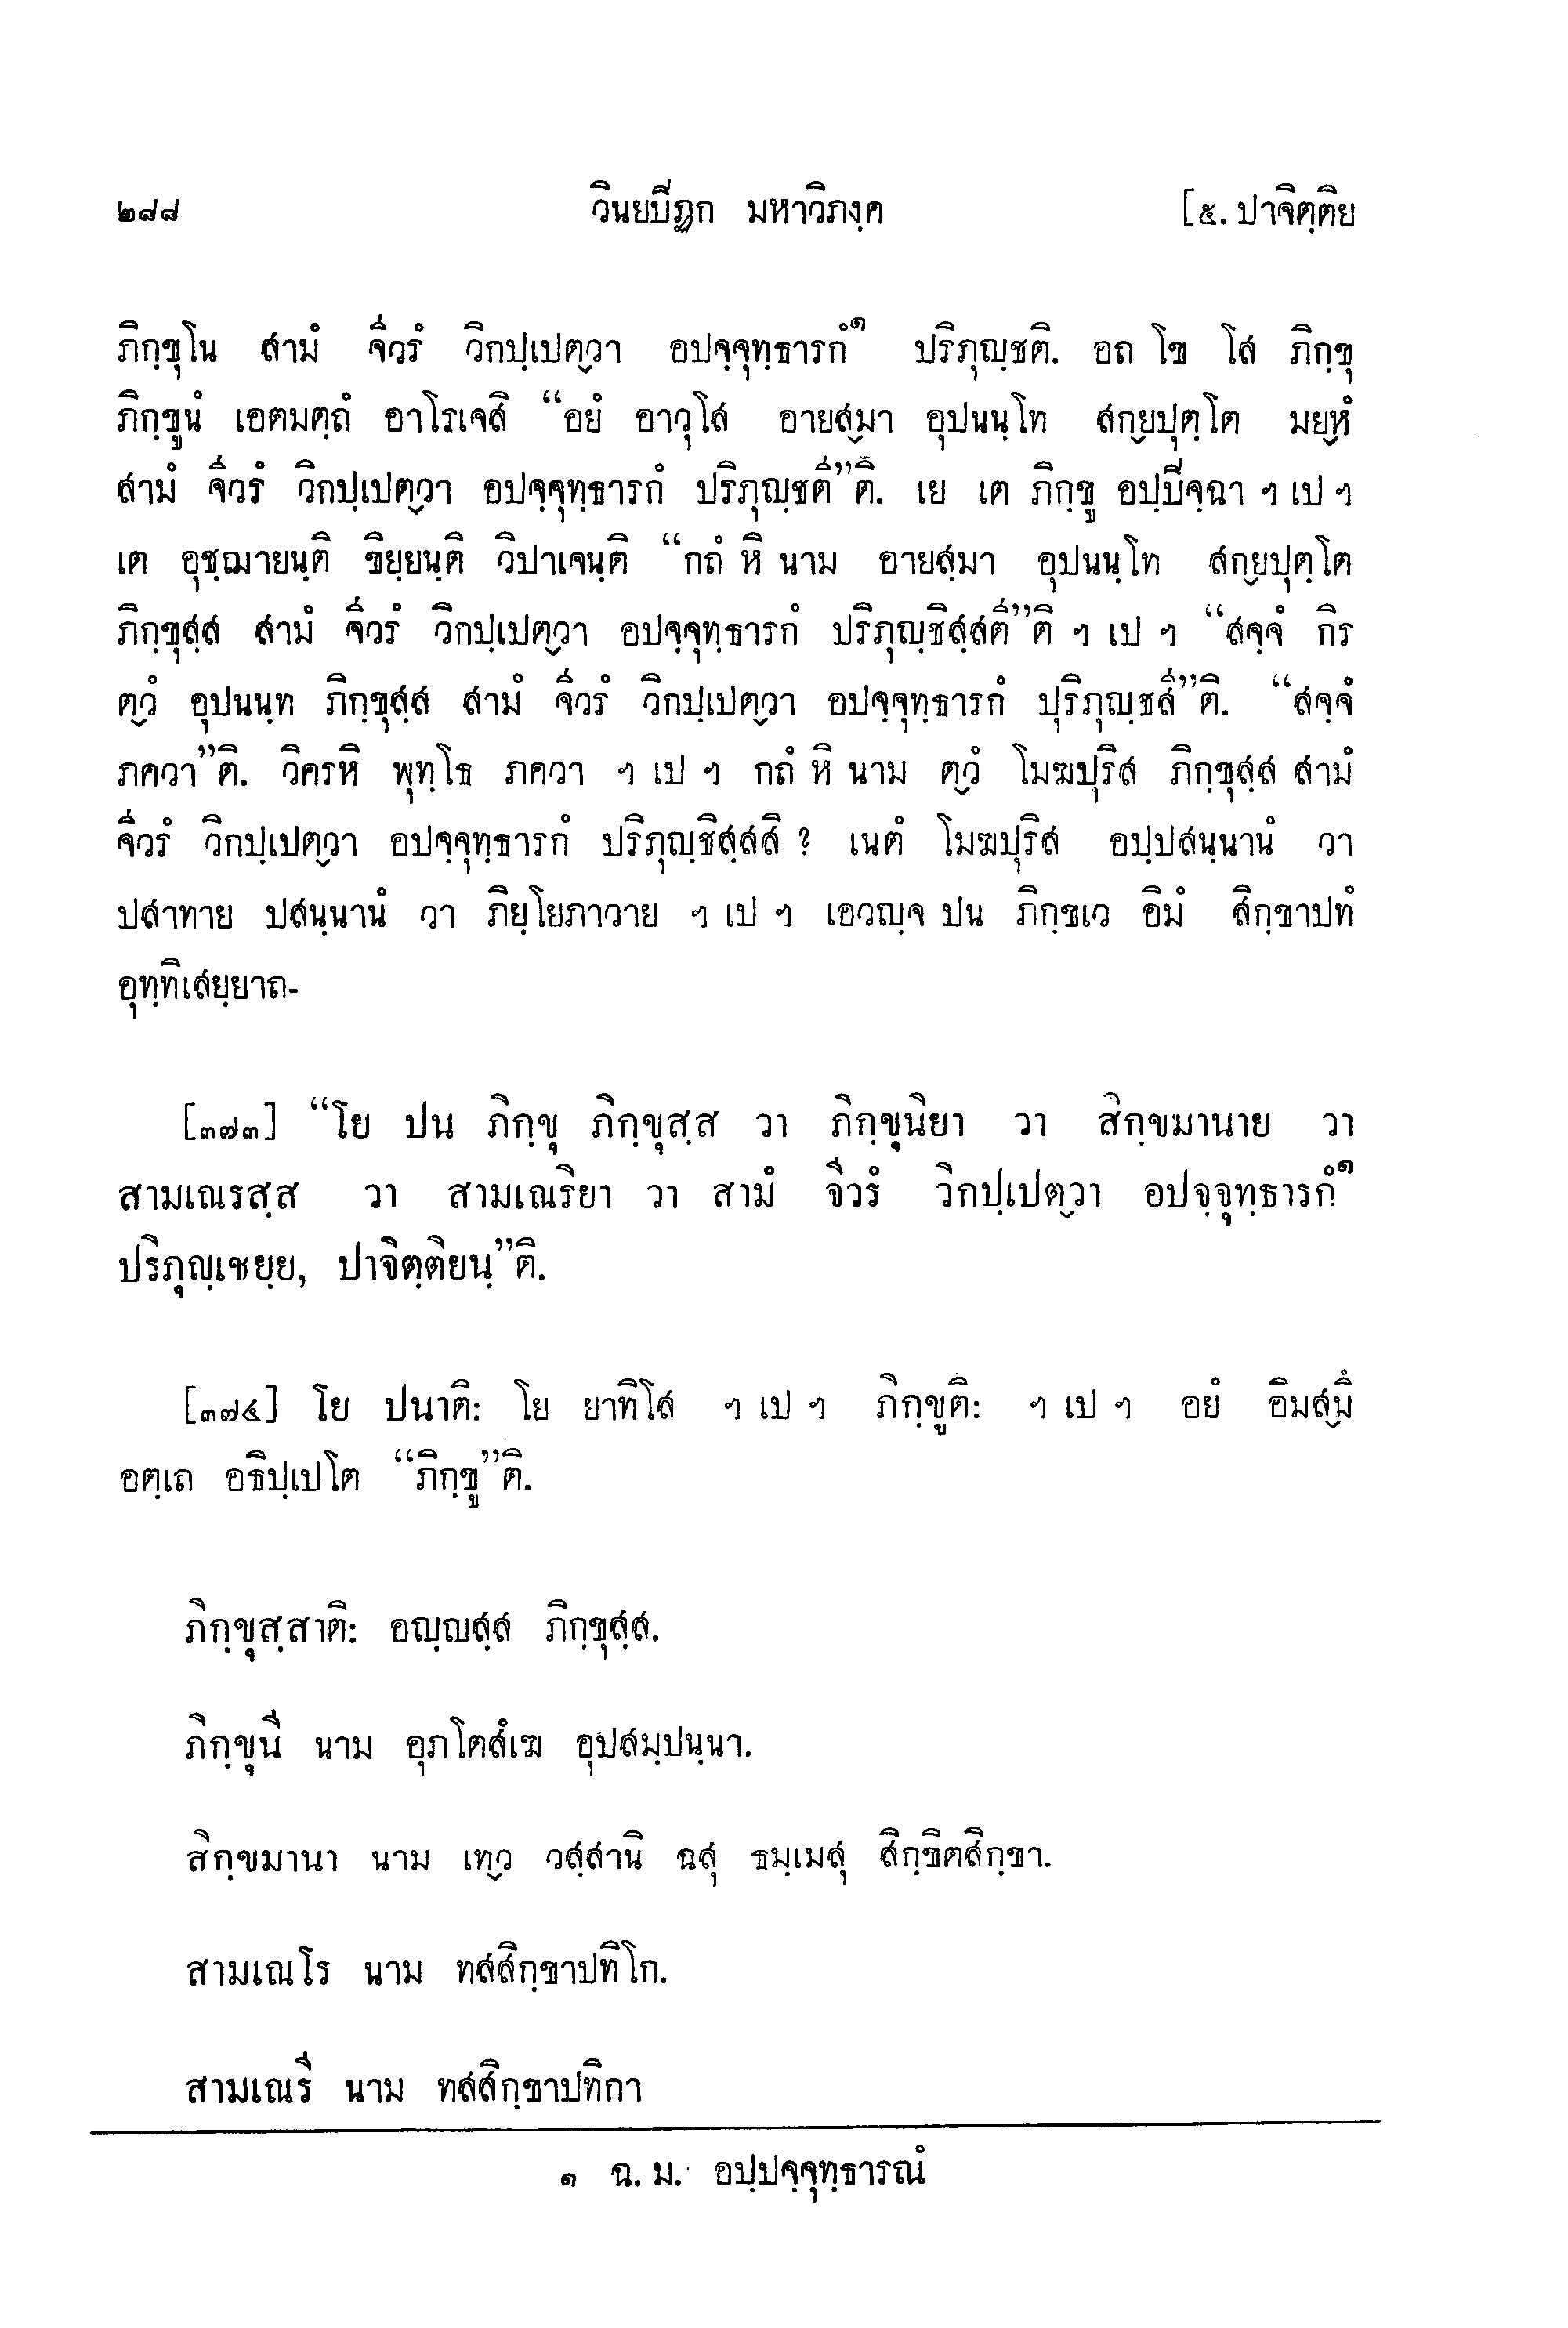 ๒๘๘ วินยปิฏก มหาวิภงฺค [๕. ปาจิตฺติย
ภิกฺขุโน สามํ จีวรํ วิกปฺเปตฺวา อปจฺจุทฺธารกํ๑ ปริภุญฺชติ. อถ โข โส ภิกฺขุ
ภิกฺขูนํ เอตมตฺถํ อาโรเจสิ “อยํ อาวุโส อายสฺมา อุปนนฺโท สกฺยปุตฺโต มยฺหํ
สามํ จีวรํ วิกปฺเปตฺวา อปจฺจุทฺธารกํ ปริภุญฺชตี”ติ. เย เต ภิกฺขู อปฺปิจฺฉา ฯ เป ฯ
เต อุชฺฌายนฺติ ขิยฺยนฺติ วิปาเจนฺติ “กถํ หิ นาม อายสฺมา อุปนนฺโท สกฺยปุตฺโต
ภิกฺขุสฺส สามํ จีวรํ วิกปฺเปตฺวา อปจฺจุทฺธารกํ ปริภุญฺชิสฺสตี”ติ ฯ เป ฯ “สจฺจํ กิร
ตฺวํ อุปนนฺท ภิกฺขุสฺส สามํ จีวรํ วิกปฺเปตฺวา อปจฺจุทฺธารกํ ปุริภุญฺชสี”ติ. “สจฺจํ
ภควา”ติ. วิครหิ พุทฺโธ ภควา ฯ เป ฯ กถํ หิ นาม ตฺวํ โมฆปุริส ภิกฺขุสฺส สามํ
จีวรํ วิกปฺเปตฺวา อปจฺจุทฺธารกํ ปริภุญฺชิสฺสสิ ? เนตํ โมฆปุริส อปฺปสนฺนานํ วา
ปสาทาย ปสนฺนานํ วา ภิยฺโยภาวาย ฯ เป ฯ เอวญฺจ ปน ภิกฺขเว อิมํ สิกฺขาปทํ
อุทฺทิเสยฺยาถ-
[๓๗๓] “โย ปน ภิกฺขุ ภิกฺขุสฺส วา ภิกฺขุนิยา วา สิกฺขมานาย วา
สามเณรสฺส วา สามเณริยา วา สามํ จีวรํ วิกปฺเปตฺวา อปจฺจุทฺธารกํ๑
ปริภุญฺเชยฺย, ปาจิตฺติยนฺ”ติ.
[๓๗๔] โย ปนาติ: โย ยาทิโส ฯ เป ฯ ภิกฺขูติ: ฯ เป ฯ อยํ อิมสฺมึ
อตฺเถ อธิปฺเปโต “ภิกฺขู”ติ.
ภิกฺขุสฺสาติ: อญฺญสฺส ภิกฺขุสฺส.
ภิกฺขุนี นาม อุภโตสํเฆ อุปสมฺปนฺนา.
สิกฺขมานา นาม เทฺว วสฺสานิ ฉสุ ธมฺเมสุ สิกฺขิตสิกฺขา.
สามเณโร นาม ทสสิกฺขาปทิโก.
สามเณรี นาม ทสสิกฺขาปทิกา
๑ ฉ. ม. อปฺปจฺจุทฺธารณํ